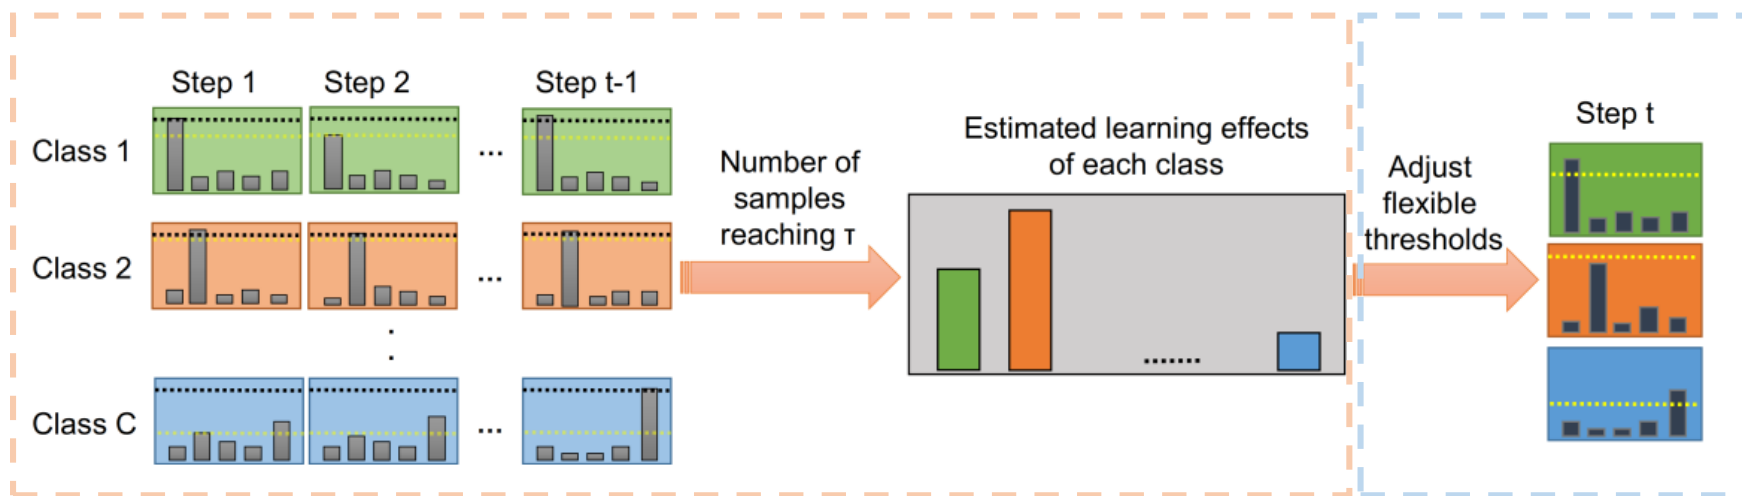 Step 1
Step 2
...
Step t-1
Class 1
...
Class 2
...
Class C
...
Number of
samples
reaching τ
Estimated learning effects
of each class
.......
Adjust
flexible
thresholds
Step t